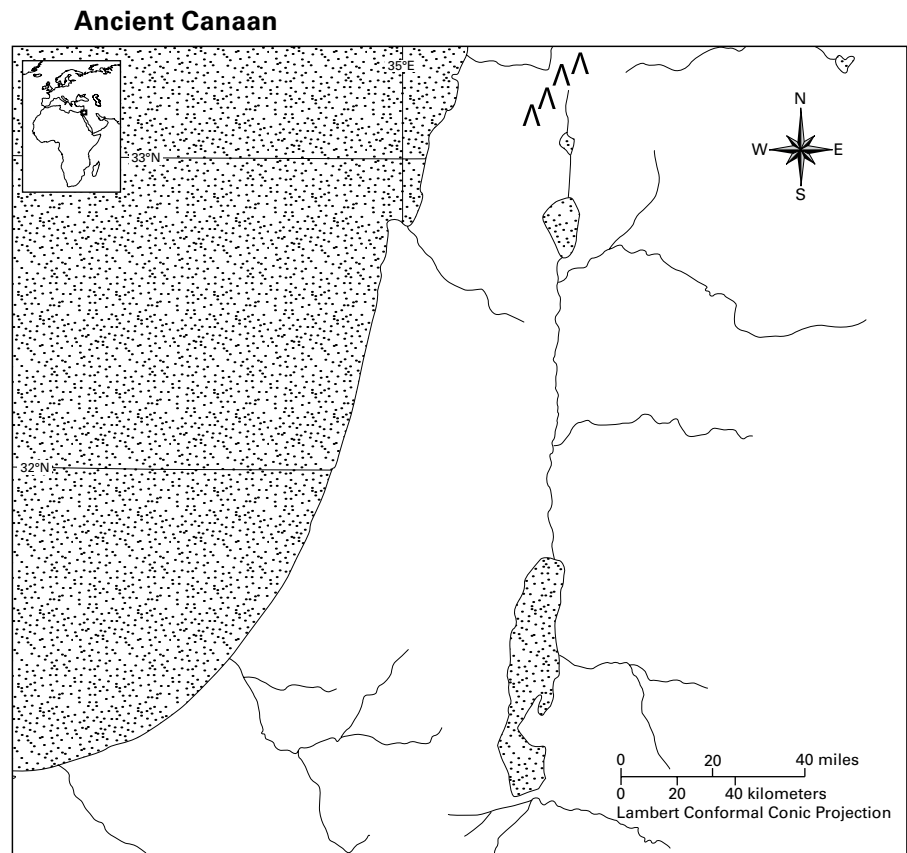 Ancient Canaan
35°E
33°N
N
W E
S
32°N
0 20 40 miles
0 20 40 kilometers
Lambert Conformal Conic Projection